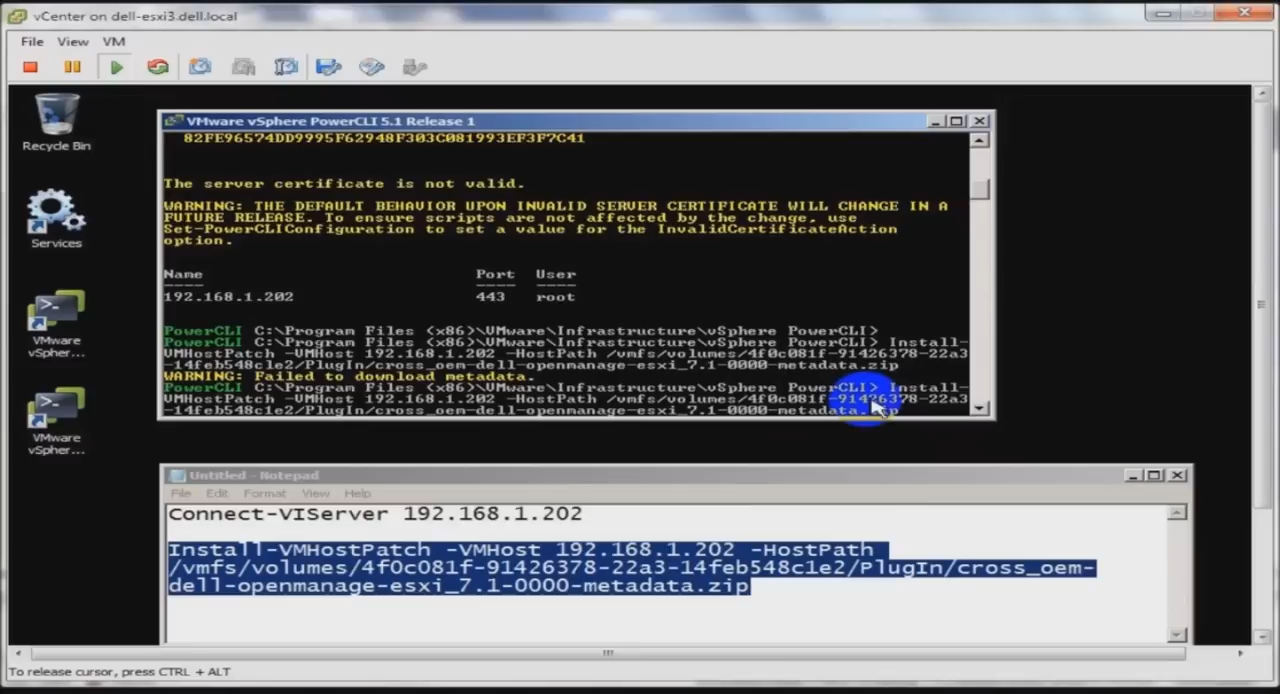 vCenter on dell-esxi3.dell.local
File View VM
Recycle Bin
Services
VMware
vSpher...
VMware
vSpher...
VMware vSphere PowerCLI 5.1 Release 1
82FE96574DD9995F62948F303C081993EF3F7C41
The server certificate is not valid.
WARNING: THE DEFAULT BEHAVIOR UPON INVALID SERVER CERTIFICATE WILL CHANGE IN A
FUTURE RELEASE. To ensure scripts are not affected by the change, use
Set-PowerCLIConfiguration to set a value for the InvalidCertificateAction
option.
Name Port User
---- ---- ----
192.168.1.202 443 root
PowerCLI C:\Program Files (x86)\VMware\Infrastructure\vSphere PowerCLI>
PowerCLI C:\Program Files (x86)\VMware\Infrastructure\vSphere PowerCLI> Install-
VMHostPatch -VMHost 192.168.1.202 -HostPath /vmfs/volumes/4f0c081f-91426378-22a3
-14feb548c1e2/PlugIn/cross_oem-dell-openmanage-esxi_7.1-0000-metadata.zip
WARNING: Failed to download metadata.
PowerCLI C:\Program Files (x86)\VMware\Infrastructure\vSphere PowerCLI> Install-
VMHostPatch -VMHost 192.168.1.202 -HostPath /vmfs/volumes/4f0c081f-91426378-22a3
-14feb548c1e2/PlugIn/cross_oem-dell-openmanage-esxi_7.1-0000-metadata.zip
Untitled - Notepad
File Edit Format View Help
Connect-VIServer 192.168.1.202
Install-VMHostPatch -VMHost 192.168.1.202 -HostPath
/vmfs/volumes/4f0c081f-91426378-22a3-14feb548c1e2/PlugIn/cross_oem-
dell-openmanage-esxi_7.1-0000-metadata.zip
To release cursor, press CTRL + ALT